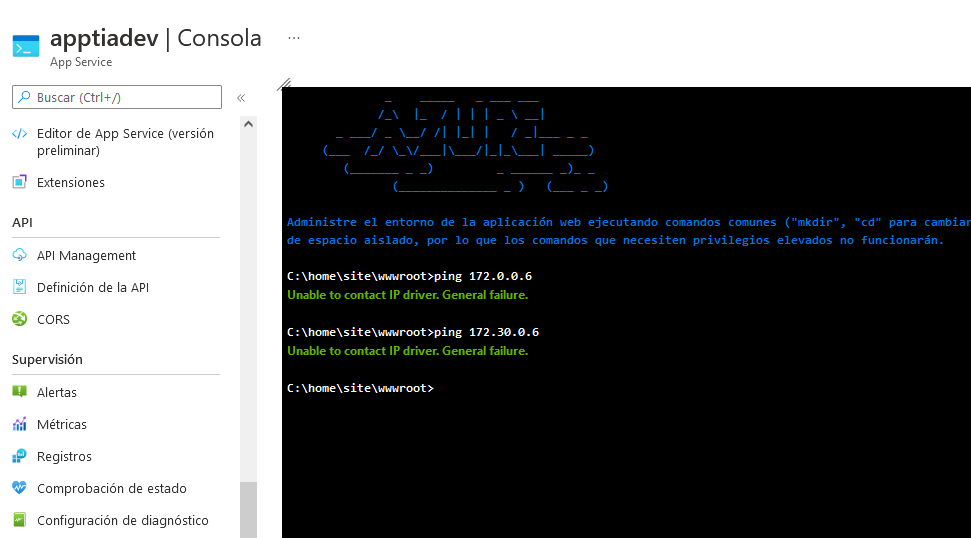 apptiadev | Consola ...
App Service
Buscar (Ctrl+/)
«
Editor de App Service (versión
preliminar)
Extensiones
API
API Management
Definición de la API
CORS
Supervisión
Alertas
Métricas
Registros
Comprobación de estado
Configuración de diagnóstico
Administre el entorno de la aplicación web ejecutando comandos comunes ("mkdir", "cd" para cambiar
de espacio aislado, por lo que los comandos que necesiten privilegios elevados no funcionarán.
C:\home\site\wwwroot>ping 172.0.0.6
Unable to contact IP driver. General failure.
C:\home\site\wwwroot>ping 172.30.0.6
Unable to contact IP driver. General failure.
C:\home\site\wwwroot>